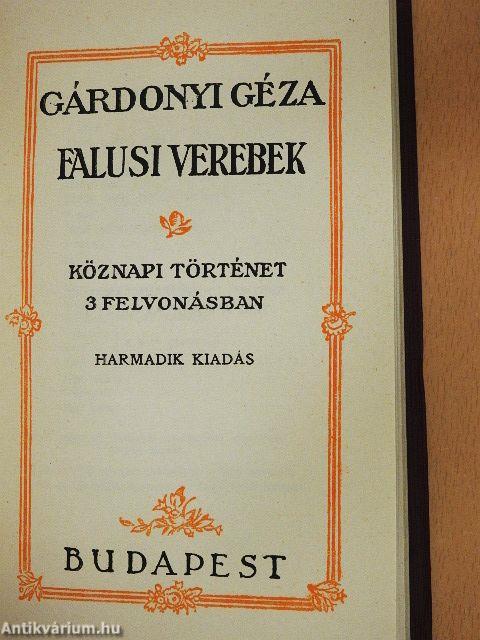 GÁRDONYI GÉZA
FALUSI VEREBEK
KÖZNAPI TÖRTÉNET
3 FELVONÁSBAN
HARMADIK KIADÁS
BUDAPEST
Antikvárium.hu